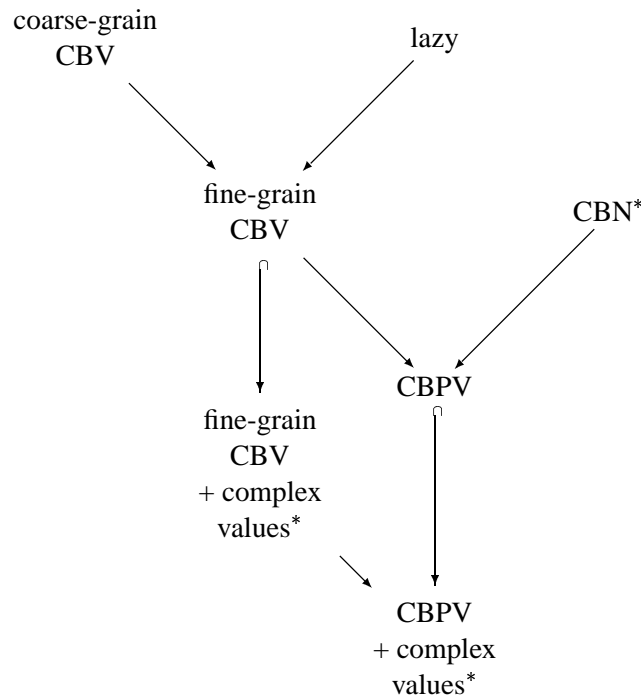 coarse-grain
CBV
lazy
fine-grain
CBV
CBN*
CBPV
fine-grain
CBV
+ complex
values*
CBPV
+ complex
values*